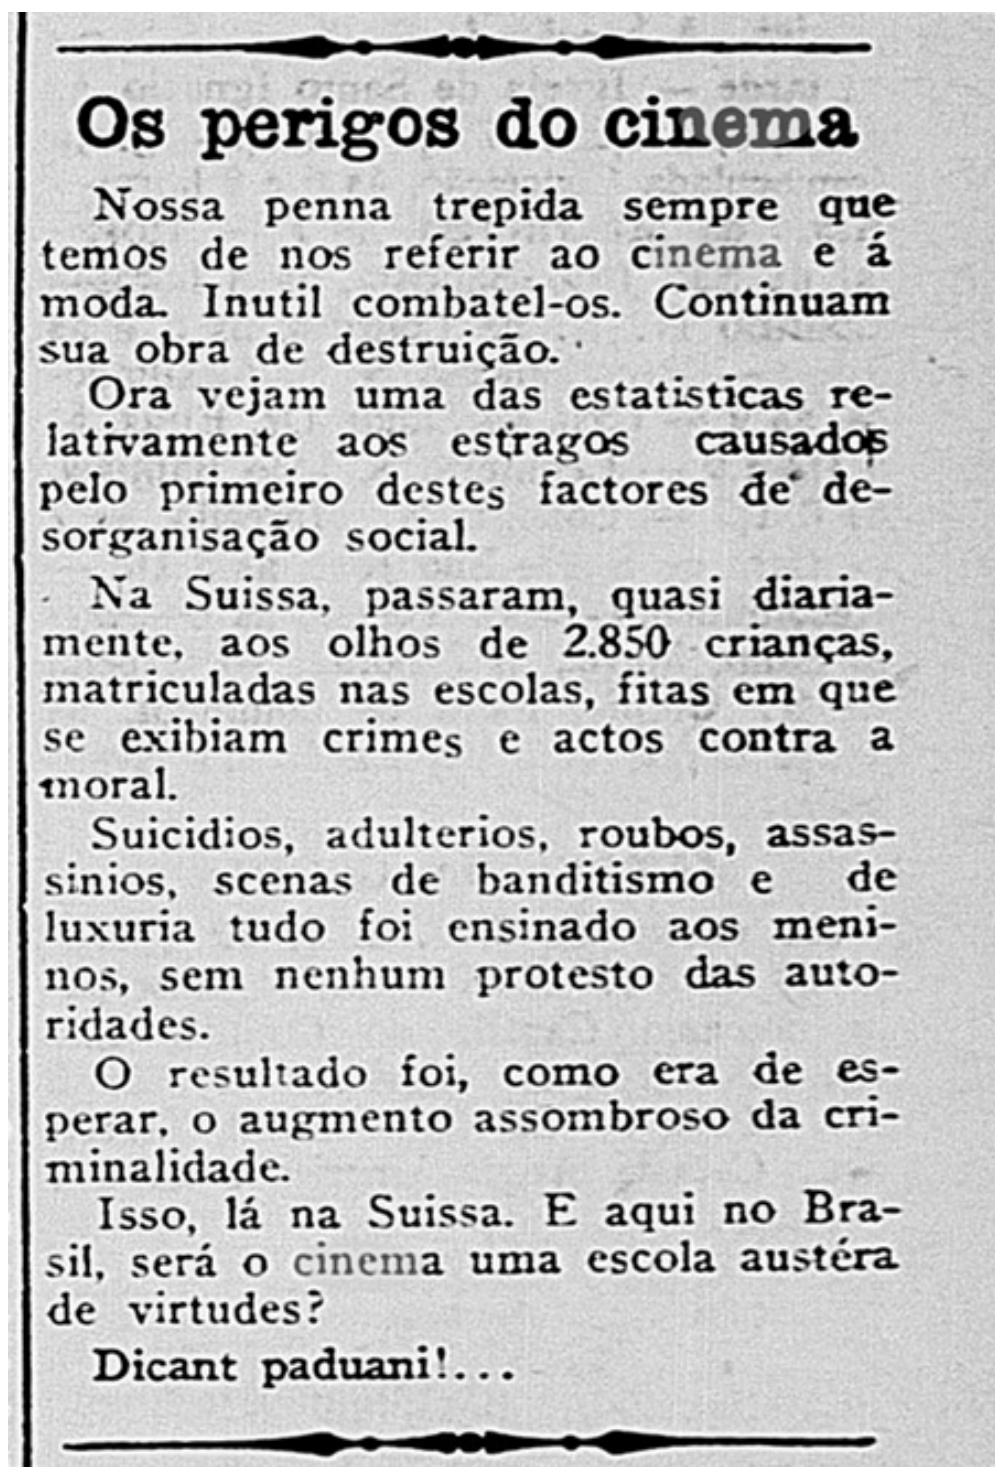 Os perigos do cinema
Nossa penna trepida sempre que
temos de nos referir ao cinema e á
moda. Inutil combatel-os. Continuam
sua obra de destruição.
Ora vejam uma das estatisticas re-
lativamente aos estragos causados
pelo primeiro destes factores de de-
sorganisação social.
Na Suissa, passaram, quasi diaria-
mente, aos olhos de 2.850 crianças,
matriculadas nas escolas, fitas em que
se exibiam crimes e actos contra a
moral.
Suicidios, adulterios, roubos, assas-
sinios, scenas de banditismo e de
luxuria tudo foi ensinado aos meni-
nos, sem nenhum protesto das auto-
ridades.
O resultado foi, como era de es-
perar, o augmento assombroso da cri-
minalidade.
Isso, lá na Suissa. E aqui no Bra-
sil, será o cinema uma escola austéra
de virtudes?
Dicant paduani!...